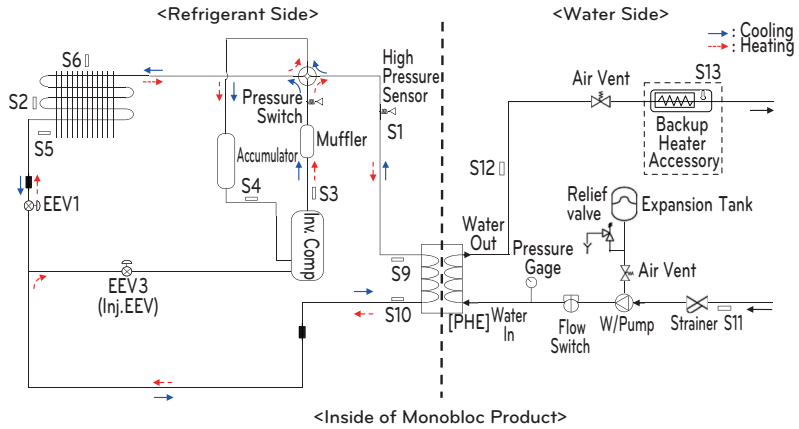 <Refrigerant Side>
<Water Side>
: Cooling
: Heating
S6
S2
S5
EEV1
Pressure
Switch
High
Pressure
Sensor
S1
Muffler
Accumulator
S4
S3
Inv. Comp
EEV3
(Inj.EEV)
S9
S10
[PHE]
Water
Out
Water
In
Pressure
Gage
Flow
Switch
W/Pump
Strainer
S11
Air Vent
Relief
valve
Expansion Tank
S12
Air Vent
S13
Backup
Heater
Accessory
<Inside of Monobloc Product>